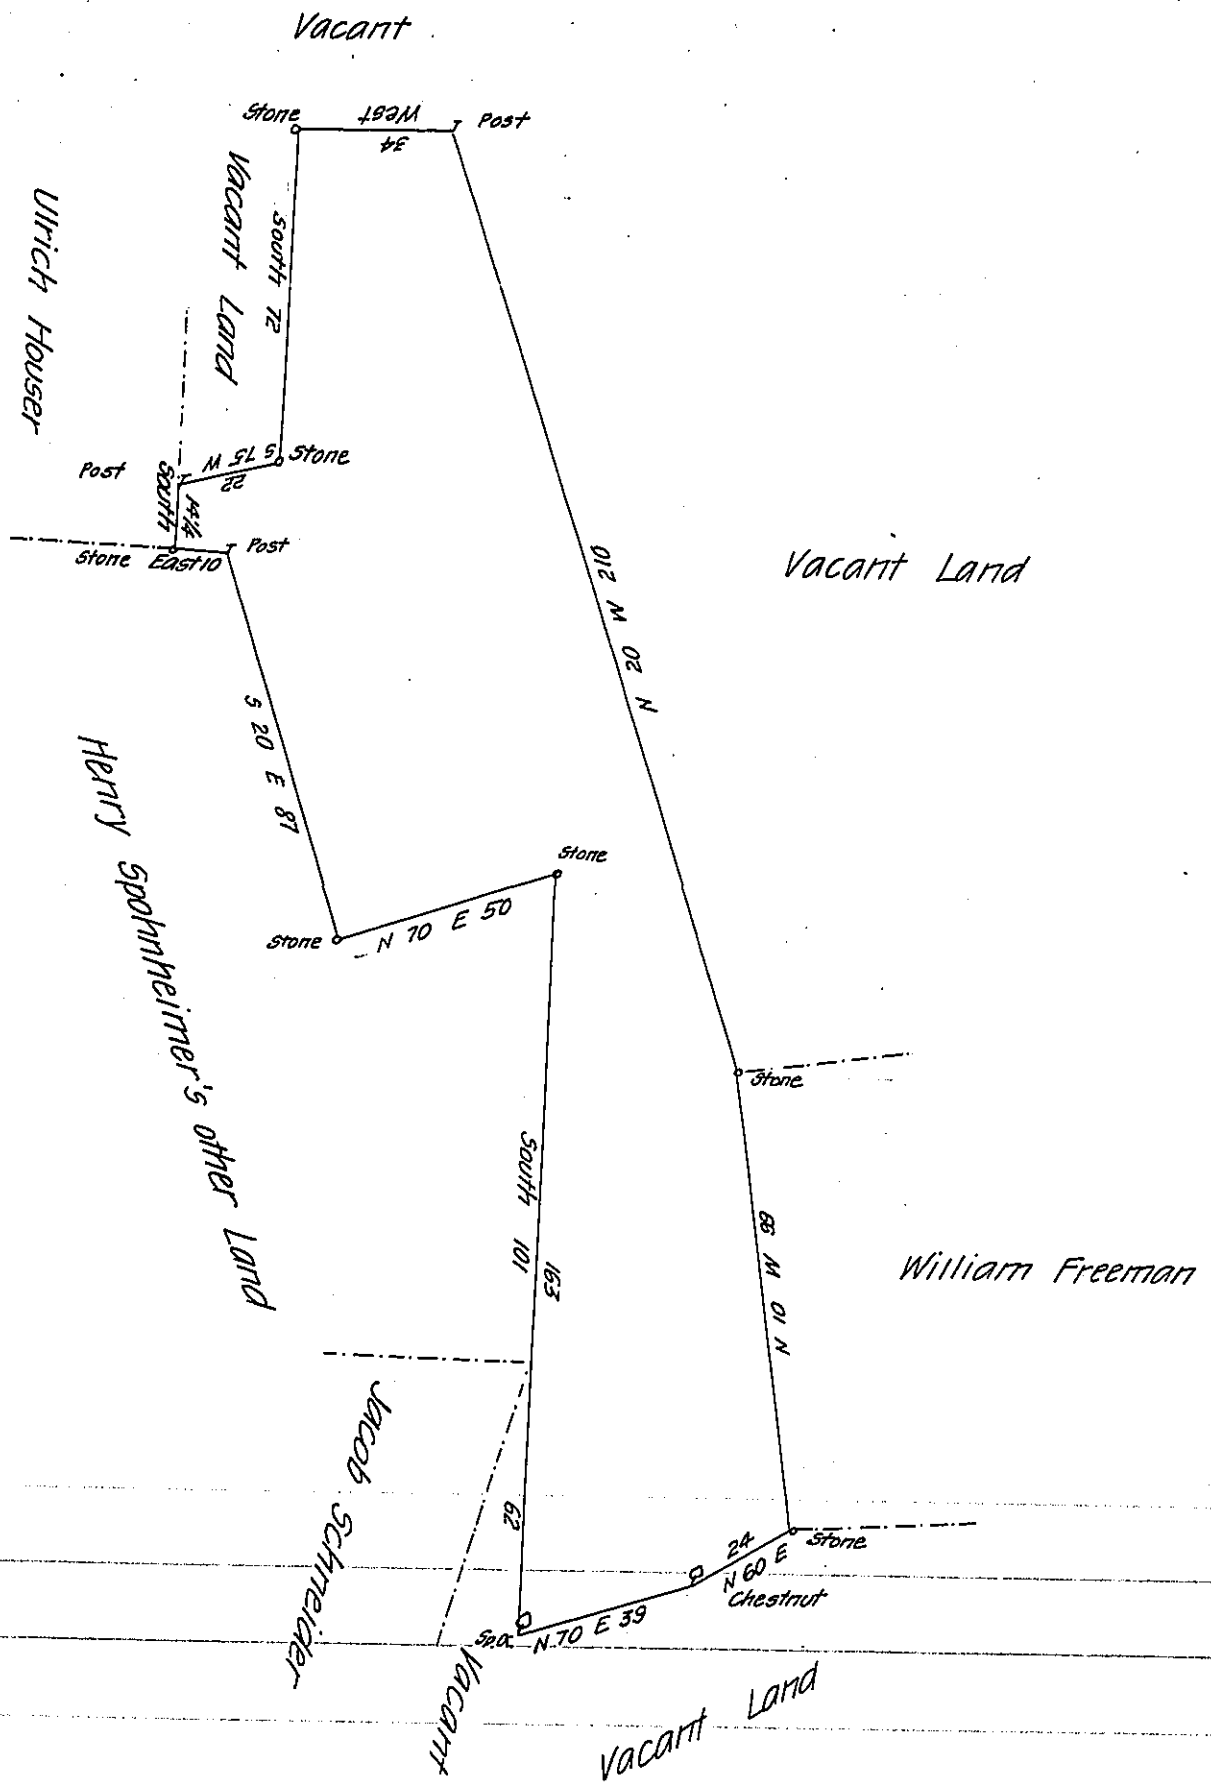 Vacant
Stone
West
34
Post
Vacant Land
South 72
Ulrich Houser
Stone
S 75 W
22
Post
South
14¼
Stone
East 10
Post
N 20 W 210
Vacant Land
S 20 E 87
Henry Spohnheimer's other Land
Stone
Stone
N 70 E 50
Stone
South 101
163
N 10 W 86
William Freeman
Jacob Schneider
62
Stone
24
N 60 E
Chestnut
Sp.O.
N 70 E 39
Vacant
Vacant Land